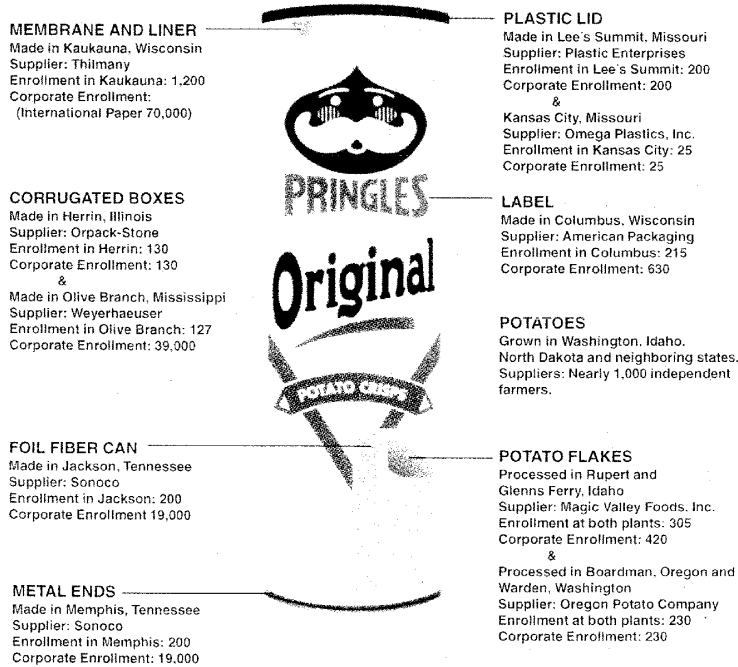 MEMBRANE AND LINER
Made in Kaukauna, Wisconsin
Supplier: Thilmany
Enrollment in Kaukauna: 1,200
Corporate Enrollment:
(International Paper 70,000)
CORRUGATED BOXES
Made in Herrin, Illinois
Supplier: Orpack-Stone
Enrollment in Herrin: 130
Corporate Enrollment: 130
&
Made in Olive Branch, Mississippi
Supplier: Weyerhaeuser
Enrollment in Olive Branch: 127
Corporate Enrollment: 39,000
FOIL FIBER CAN
Made in Jackson, Tennessee
Supplier: Sonoco
Enrollment in Jackson: 200
Corporate Enrollment 19,000
METAL ENDS
Made in Memphis, Tennessee
Supplier: Sonoco
Enrollment in Memphis: 200
Corporate Enrollment: 19,000
PRINGLES
Original
POTATO CRISPS
PLASTIC LID
Made in Lee's Summit, Missouri
Supplier: Plastic Enterprises
Enrollment in Lee's Summit: 200
Corporate Enrollment: 200
&
Kansas City, Missouri
Supplier: Omega Plastics, Inc.
Enrollment in Kansas City: 25
Corporate Enrollment: 25
LABEL
Made in Columbus, Wisconsin
Supplier: American Packaging
Enrollment in Columbus: 215
Corporate Enrollment: 630
POTATOES
Grown in Washington, Idaho,
North Dakota and neighboring states.
Suppliers: Nearly 1,000 independent
farmers.
POTATO FLAKES
Processed in Rupert and
Glenns Ferry, Idaho
Supplier: Magic Valley Foods, Inc.
Enrollment at both plants: 305
Corporate Enrollment: 420
&
Processed in Boardman, Oregon and
Warden, Washington
Supplier: Oregon Potato Company
Enrollment at both plants: 230
Corporate Enrollment: 230